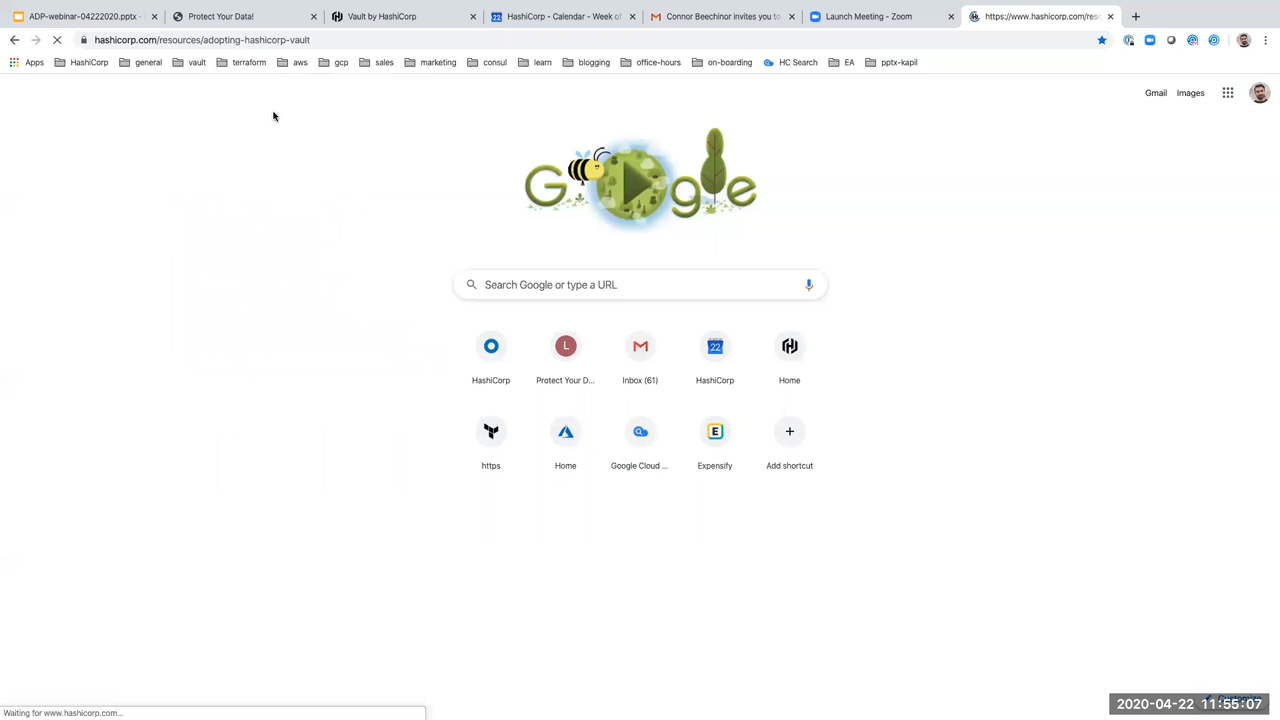 ADP-webinar-04222020.pptx -
Protect Your Data!
Vault by HashiCorp
HashiCorp - Calendar - Week of
Connor Beechinor invites you to
Launch Meeting - Zoom
https://www.hashicorp.com/res
hashicorp.com/resources/adopting-hashicorp-vault
Apps
HashiCorp
general
vault
terraform
aws
gcp
sales
marketing
consul
learn
blogging
office-hours
on-boarding
HC Search
EA
pptx-kapil
Gmail
Images
Google
Search Google or type a URL
L
22
HashiCorp
Protect Your D...
Inbox (61)
HashiCorp
Home
E
https
Home
Google Cloud ...
Expensify
Add shortcut
Customize
2020-04-22 11:55:07
Waiting for www.hashicorp.com...